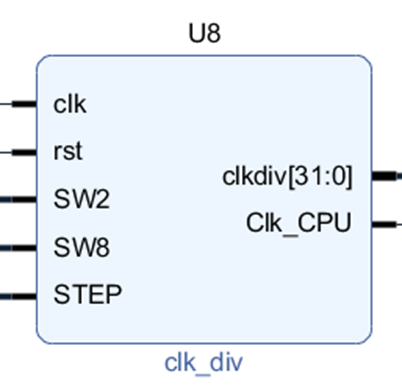 U8
clk
rst
SW2
SW8
STEP
clkdiv[31:0]
Clk_CPU
clk_div